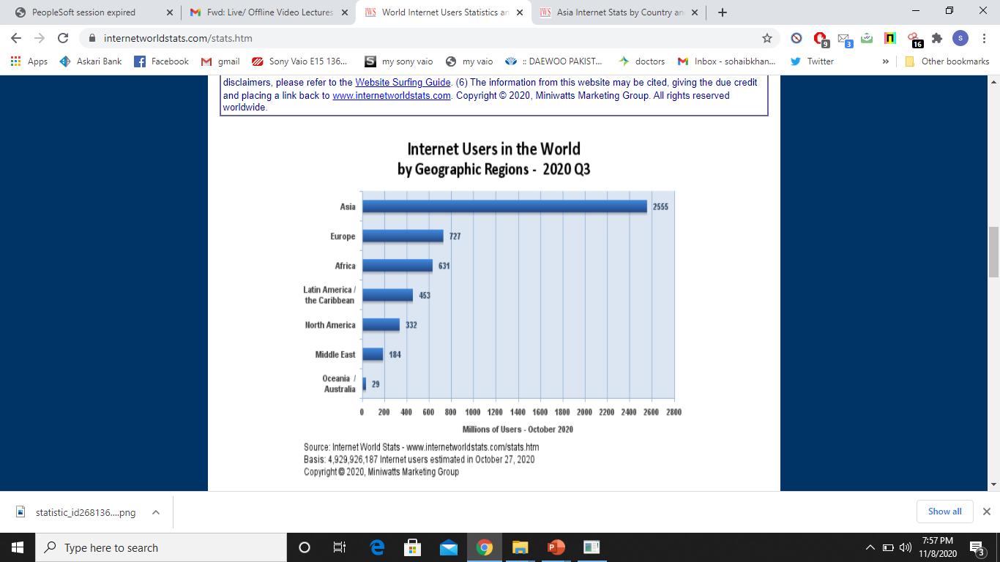 PeopleSoft session expired
Fwd: Live/ Offline Video Lectures
World Internet Users Statistics an
Asia Internet Stats by Country an
internetworldstats.com/stats.htm
9
3
16
s
Apps
Askari Bank
Facebook
gmail
Sony Vaio E15 136...
my sony vaio
my vaio
:: DAEWOO PAKIST...
doctors
Inbox - sohaibkhan...
Twitter
»
Other bookmarks
disclaimers, please refer to the Website Surfing Guide. (6) The information from this website may be cited, giving the due credit
and placing a link back to www.internetworldstats.com. Copyright © 2020, Miniwatts Marketing Group. All rights reserved
worldwide.
Internet Users in the World
by Geographic Regions - 2020 Q3
Asia 2555
Europe 727
Africa 631
Latin America /
the Caribbean 453
North America 332
Middle East 184
Oceania /
Australia 29
0 200 400 600 800 1000 1200 1400 1600 1800 2000 2200 2400 2600 2800
Millions of Users - October 2020
Source: Internet World Stats - www.internetworldstats.com/stats.htm
Basis: 4,929,926,187 Internet users estimated in October 27, 2020
Copyright © 2020, Miniwatts Marketing Group
statistic_id268136....png
Show all
Type here to search
7:57 PM
11/8/2020
3